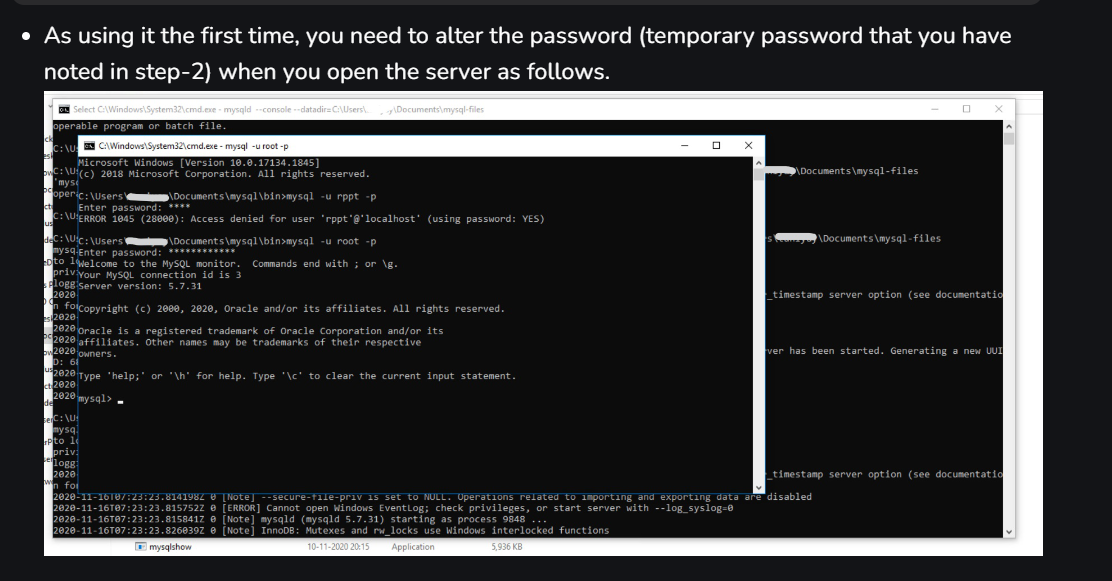 As using it the first time, you need to alter the password (temporary password that you have
noted in step-2) when you open the server as follows.
Select C:\Windows\System32\cmd.exe - mysqld --console --datadir=C:\Users\ \Documents\mysql-files
operable program or batch file.
C:\Windows\System32\cmd.exe - mysql -u root -p
Microsoft Windows [Version 10.0.17134.1845]
(c) 2018 Microsoft Corporation. All rights reserved.
\Documents\mysql-files
C:\Users\ \Documents\mysql\bin>mysql -u rppt -p
Enter password: ****
ERROR 1045 (28000): Access denied for user 'rppt'@'localhost' (using password: YES)
C:\Users\ \Documents\mysql\bin>mysql -u root -p
\Documents\mysql-files
Enter password: ************
Welcome to the MySQL monitor.  Commands end with ; or \g.
Your MySQL connection id is 3
Server version: 5.7.31
_timestamp server option (see documentatio
Copyright (c) 2000, 2020, Oracle and/or its affiliates. All rights reserved.
Oracle is a registered trademark of Oracle Corporation and/or its
affiliates. Other names may be trademarks of their respective
owners.
ver has been started. Generating a new UUI
Type 'help;' or '\h' for help. Type '\c' to clear the current input statement.
mysql>
_timestamp server option (see documentatio
2020-11-16T07:23:23.814198Z 0 [Note] --secure-file-priv is set to NULL. Operations related to importing and exporting data are disabled
2020-11-16T07:23:23.815752Z 0 [ERROR] Cannot open Windows EventLog; check privileges, or start server with --log_syslog=0
2020-11-16T07:23:23.815841Z 0 [Note] mysqld (mysqld 5.7.31) starting as process 9848 ...
2020-11-16T07:23:23.826039Z 0 [Note] InnoDB: Mutexes and rw_locks use Windows interlocked functions
mysqlshow 10-11-2020 20:15 Application 5,936 KB